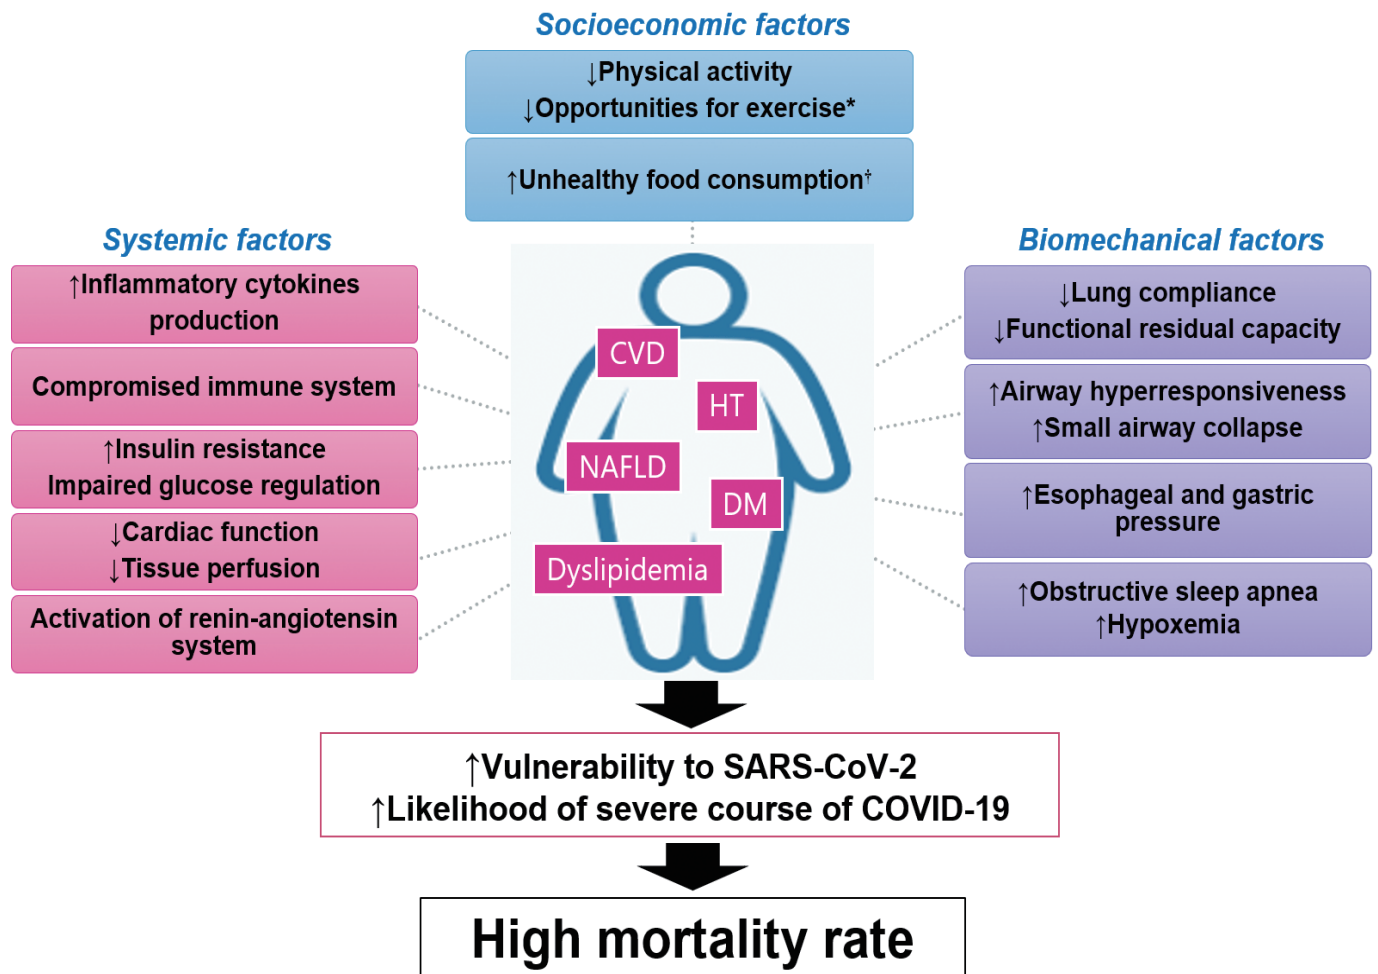 Socioeconomic factors
↓Physical activity
↓Opportunities for exercise*
↑Unhealthy food consumption†
Systemic factors
↑Inflammatory cytokines
production
Compromised immune system
↑Insulin resistance
Impaired glucose regulation
↓Cardiac function
↓Tissue perfusion
Activation of renin-angiotensin
system
CVD
HT
NAFLD
DM
Dyslipidemia
Biomechanical factors
↓Lung compliance
↓Functional residual capacity
↑Airway hyperresponsiveness
↑Small airway collapse
↑Esophageal and gastric
pressure
↑Obstructive sleep apnea
↑Hypoxemia
↑Vulnerability to SARS-CoV-2
↑Likelihood of severe course of COVID-19
High mortality rate